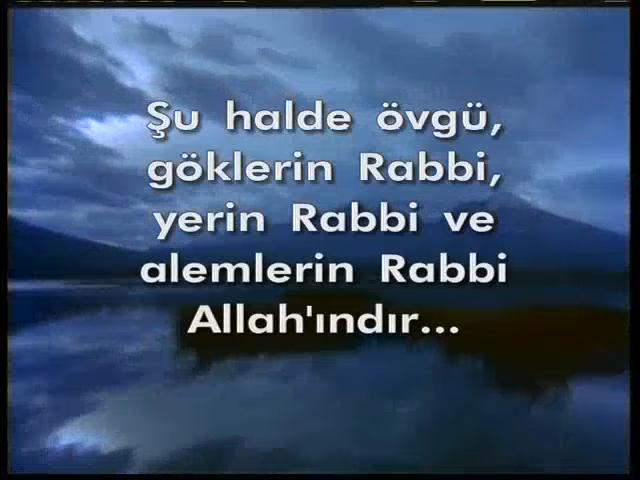 Şu halde övgü,
göklerin Rabbi,
yerin Rabbi ve
alemlerin Rabbi
Allah'ındır...